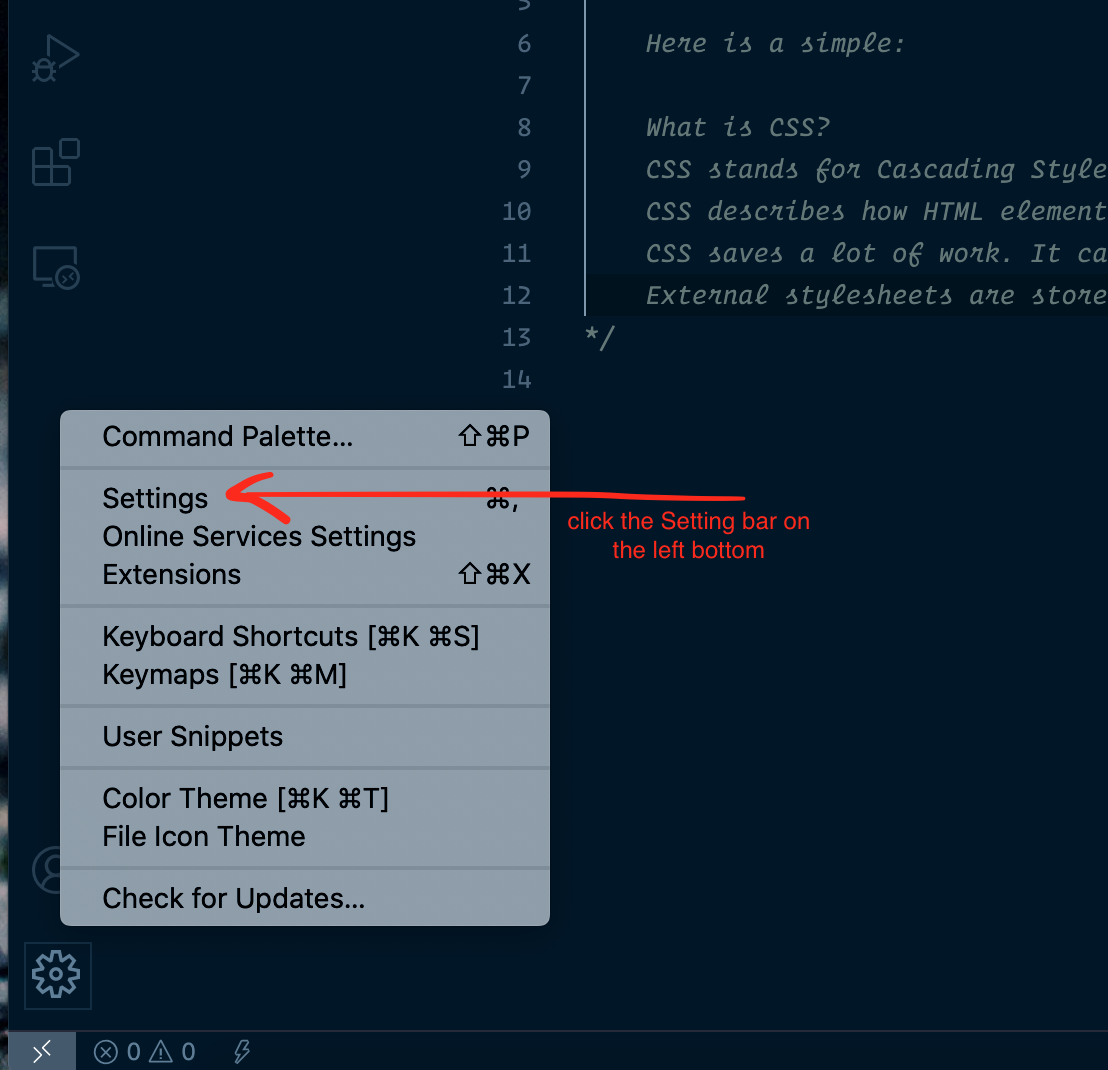 5
6 Here is a simple:
7
8 What is CSS?
9 CSS stands for Cascading Style
10 CSS describes how HTML element
11 CSS saves a lot of work. It ca
12 External stylesheets are store
13 */
14
Command Palette... ⇧⌘P
Settings ⌘,
click the Setting bar on
the left bottom
Online Services Settings
Extensions ⇧⌘X
Keyboard Shortcuts [⌘K ⌘S]
Keymaps [⌘K ⌘M]
User Snippets
Color Theme [⌘K ⌘T]
File Icon Theme
Check for Updates...
0 0